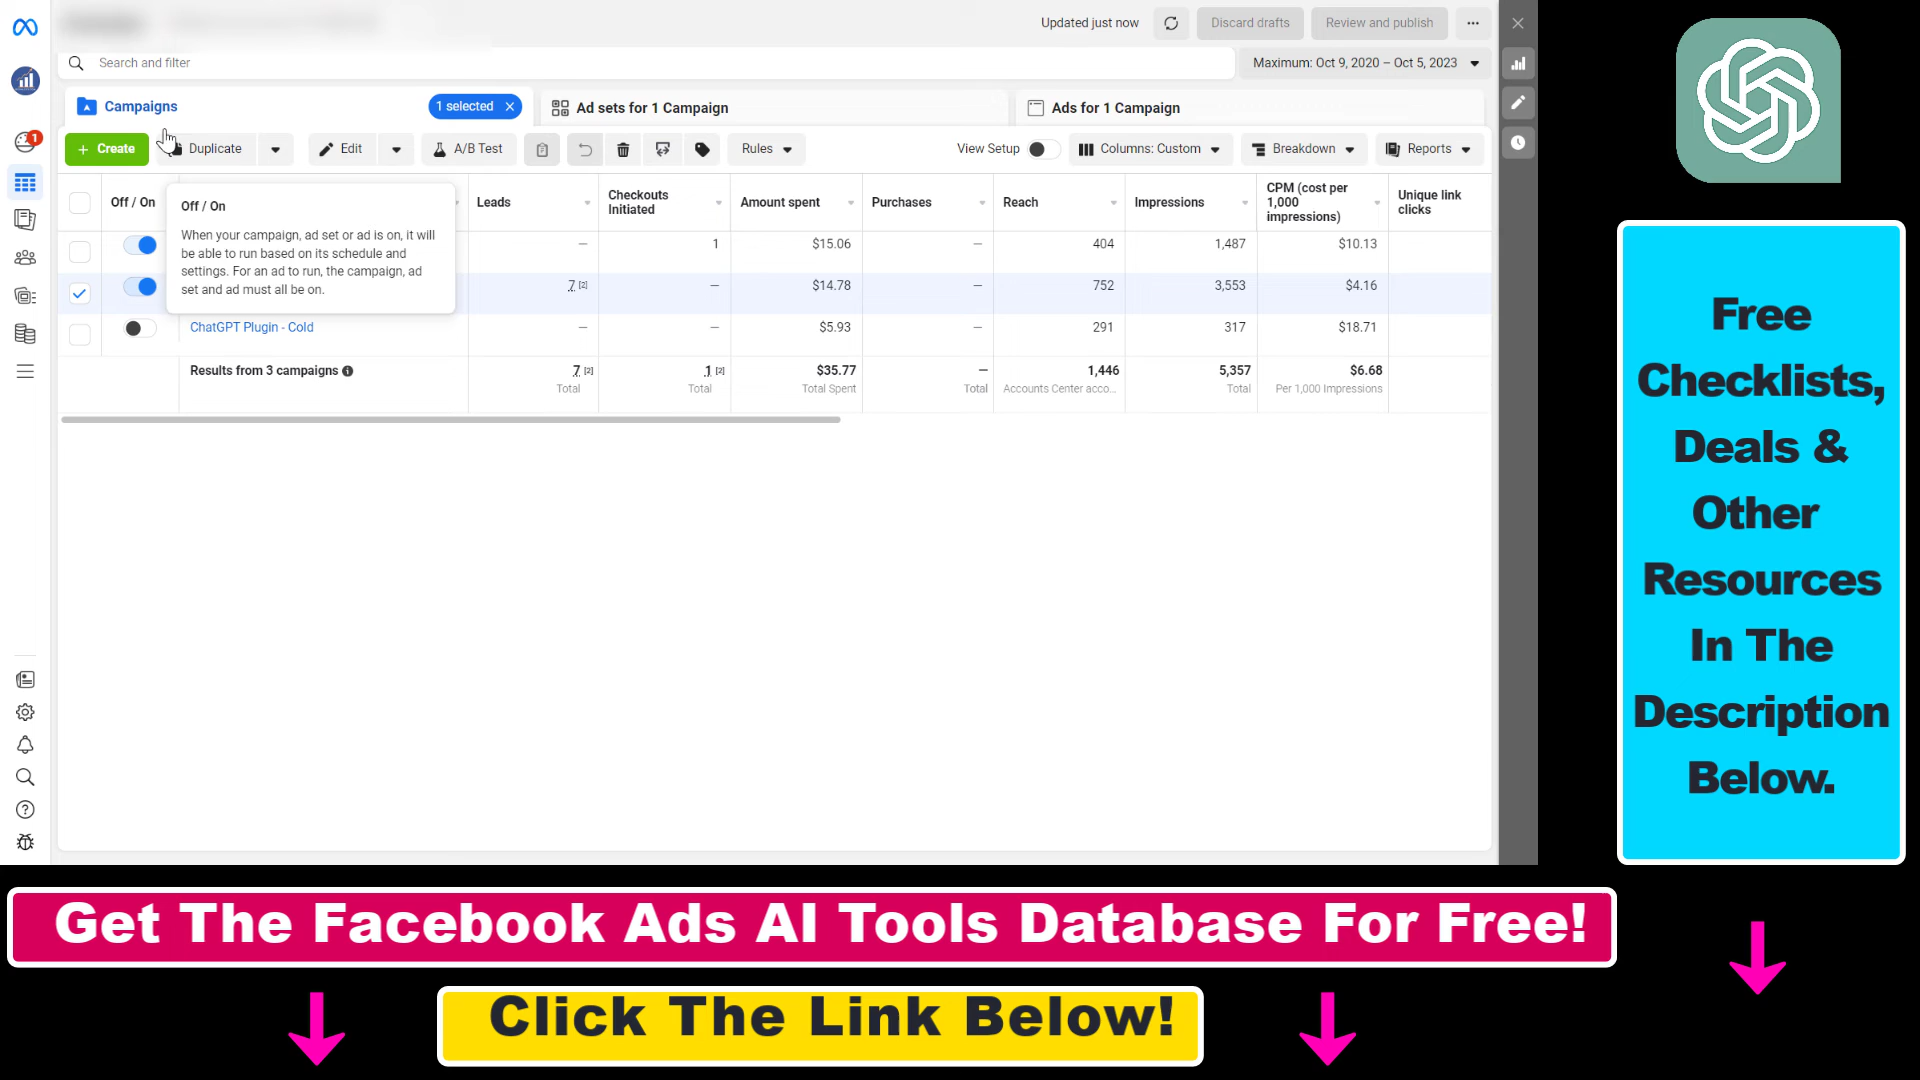 Updated just now
Discard drafts
Review and publish
Search and filter
Maximum: Oct 9, 2020 – Oct 5, 2023
Campaigns
1 selected
Ad sets for 1 Campaign
Ads for 1 Campaign
1
+ Create
Duplicate
Edit
A/B Test
Rules
View Setup
Columns: Custom
Breakdown
Reports
Off / On
Leads
Checkouts
Initiated
Amount spent
Purchases
Reach
Impressions
CPM (cost per
1,000
impressions)
Unique link
clicks
Off / On
When your campaign, ad set or ad is on, it will
be able to run based on its schedule and
settings. For an ad to run, the campaign, ad
set and ad must all be on.
— 1 $15.06 — 404 1,487 $10.13
7 [2] — $14.78 — 752 3,553 $4.16
ChatGPT Plugin - Cold — — $5.93 — 291 317 $18.71
Results from 3 campaigns 7 [2] 1 [2] $35.77 — 1,446 5,357 $6.68
Total Total Total Spent Total Accounts Center acco... Total Per 1,000 Impressions
Free
Checklists,
Deals &
Other
Resources
In The
Description
Below.
Get The Facebook Ads AI Tools Database For Free!
Click The Link Below!